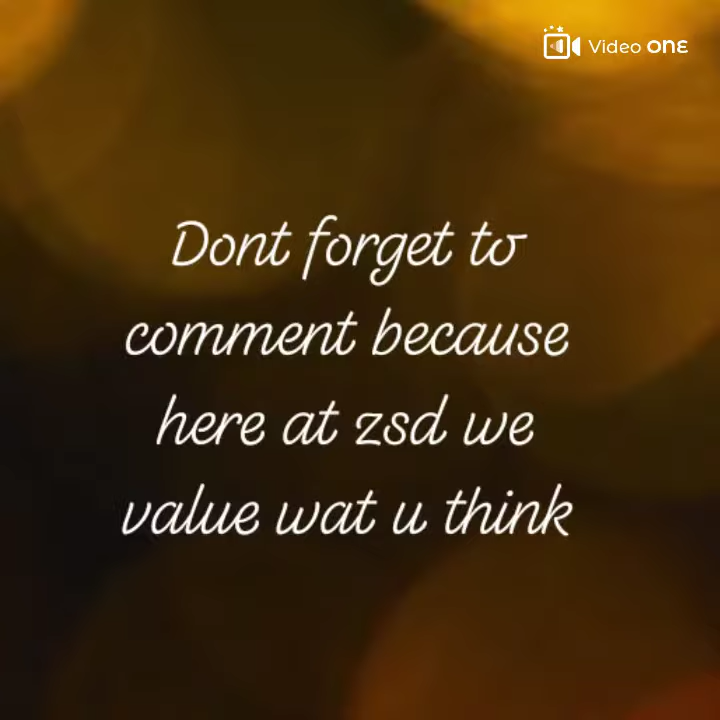 Video ONE
Dont forget to
comment because
here at zsd we
value wat u think